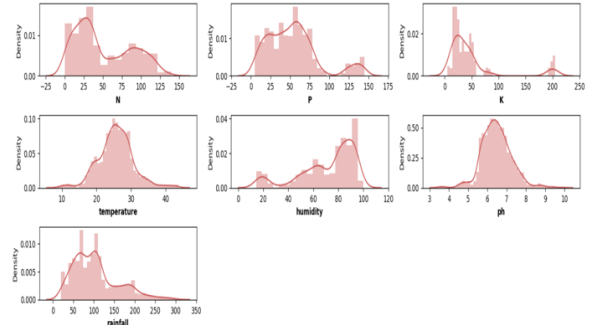 Density 0.01 0.00 −25 0 25 50 75 100 125 150 N
Density 0.01 0.00 −25 0 25 50 75 100 125 150 175 P
Density 0.02 0.00 0 50 100 150 200 250 K
Density 0.10 0.05 0.00 10 20 30 40 temperature
Density 0.04 0.02 0.00 0 20 40 60 80 100 120 humidity
Density 0.50 0.25 0.00 3 4 5 6 7 8 9 10 ph
Density 0.010 0.005 0.000 0 50 100 150 200 250 300 350 rainfall